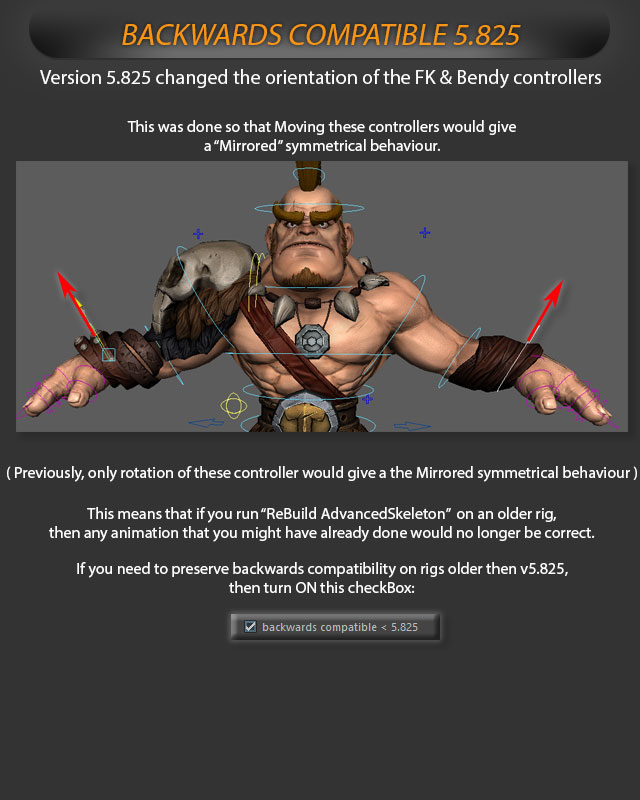 BACKWARDS COMPATIBLE 5.825
Version 5.825 changed the orientation of the FK & Bendy controllers
This was done so that Moving these controllers would give
a “Mirrored” symmetrical behaviour.
( Previously, only rotation of these controller would give a the Mirrored symmetrical behaviour )
This means that if you run “ReBuild AdvancedSkeleton” on an older rig,
then any animation that you might have already done would no longer be correct.
If you need to preserve backwards compatibility on rigs older then v5.825,
then turn ON this checkBox:
backwards compatible < 5.825